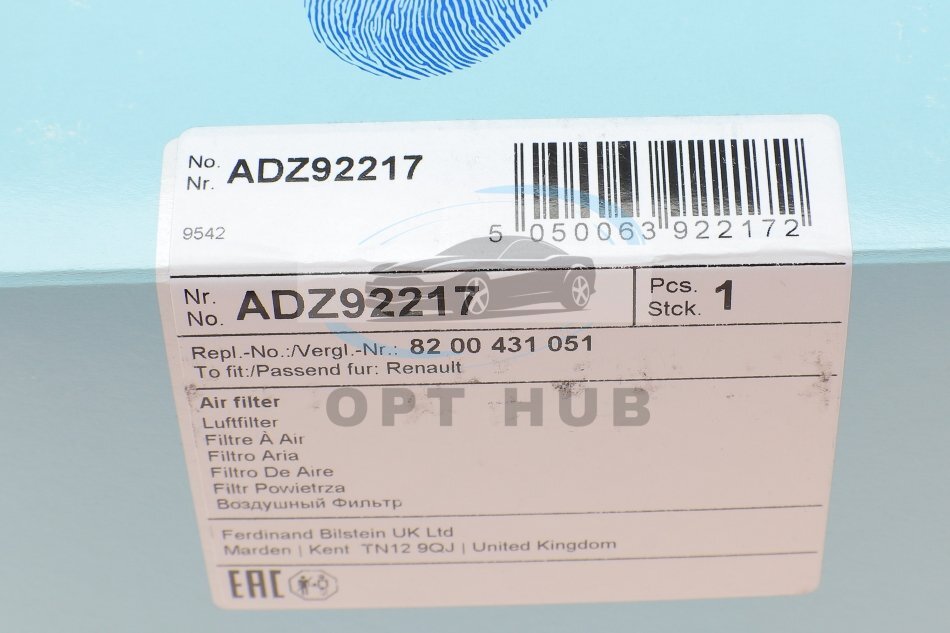 No.
Nr. ADZ92217
9542
5 050063 922172
Nr.
No. ADZ92217
Pcs.
Stck. 1
Repl.-No.:/Vergl.-Nr.: 82 00 431 051
To fit:/Passend fur: Renault
OPT HUB
Air filter
Luftfilter
Filtre À Air
Filtro Aria
Filtro De Aire
Filtr Powietrza
Воздушный Фильтр
Ferdinand Bilstein UK Ltd
Marden | Kent TN12 9QJ | United Kingdom
EAC